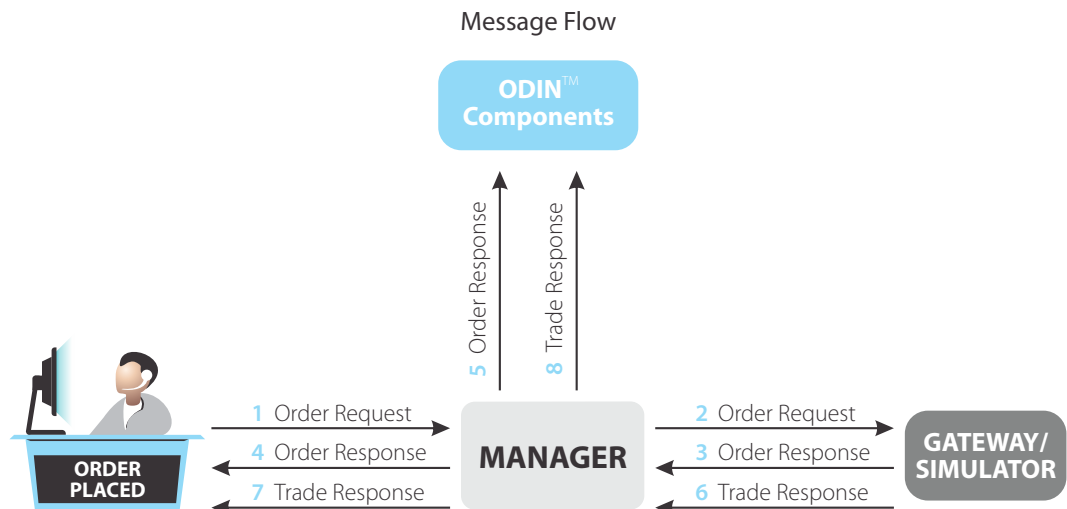 Message Flow
ODIN™
Components
5 Order Response
8 Trade Response
1 Order Request
2 Order Request
4 Order Response
3 Order Response
7 Trade Response
6 Trade Response
ORDER
PLACED
MANAGER
GATEWAY/
SIMULATOR